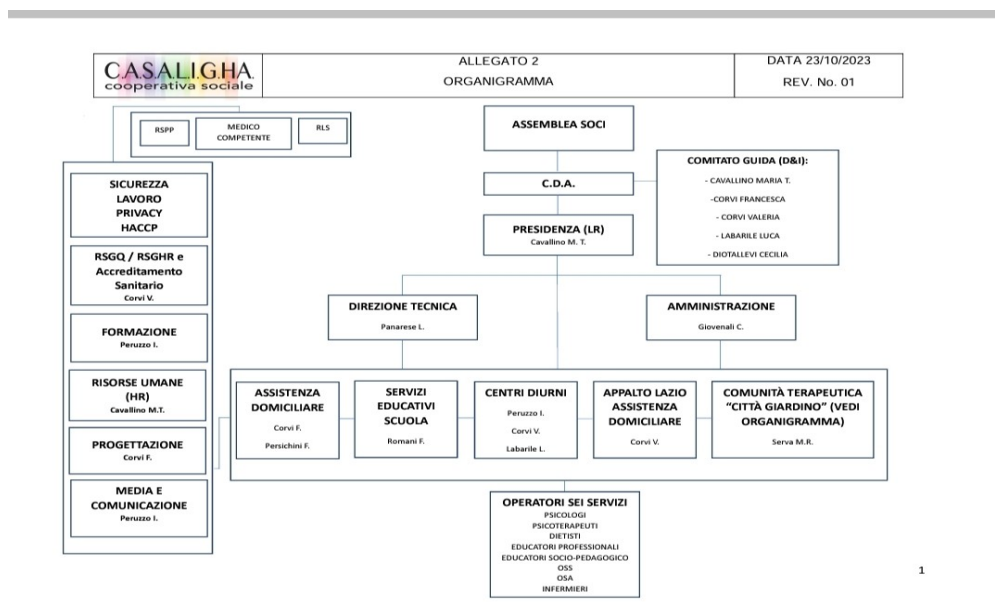 C.A.S.A.L.I.G.HA.
cooperativa sociale
ALLEGATO 2
ORGANIGRAMMA
DATA 23/10/2023
REV. No. 01
RSPP
MEDICO
COMPETENTE
RLS
SICUREZZA
LAVORO
PRIVACY
HACCP
RSGQ / RSGHR e
Accreditamento
Sanitario
Corvi V.
FORMAZIONE
Peruzzo I.
RISORSE UMANE
(HR)
Cavallino M.T.
PROGETTAZIONE
Corvi F.
MEDIA E
COMUNICAZIONE
Peruzzo I.
ASSEMBLEA SOCI
C.D.A.
PRESIDENZA (LR)
Cavallino M. T.
COMITATO GUIDA (D&I):
- CAVALLINO MARIA T.
-CORVI FRANCESCA
- CORVI VALERIA
- LABARILE LUCA
- DIOTALLEVI CECILIA
DIREZIONE TECNICA
Panarese L.
AMMINISTRAZIONE
Giovenali C.
ASSISTENZA
DOMICILIARE
Corvi F.
Persichini F.
SERVIZI
EDUCATIVI
SCUOLA
Romani F.
CENTRI DIURNI
Peruzzo I.
Corvi V.
Labarile L.
APPALTO LAZIO
ASSISTENZA
DOMICILIARE
Corvi V.
COMUNITÀ TERAPEUTICA
"CITTÀ GIARDINO" (VEDI
ORGANIGRAMMA)
Serva M.R.
OPERATORI SEI SERVIZI
PSICOLOGI
PSICOTERAPEUTI
DIETISTI
EDUCATORI PROFESSIONALI
EDUCATORI SOCIO-PEDAGOGICO
OSS
OSA
INFERMIERI
1